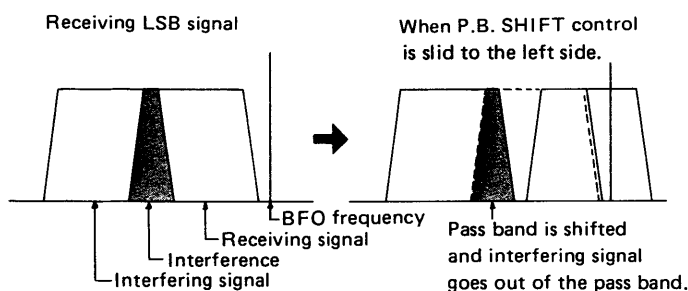 Receiving LSB signal
When P.B. SHIFT control
is slid to the left side.
BFO frequency
Receiving signal
Interference
Interfering signal
Pass band is shifted
and interfering signal
goes out of the pass band.